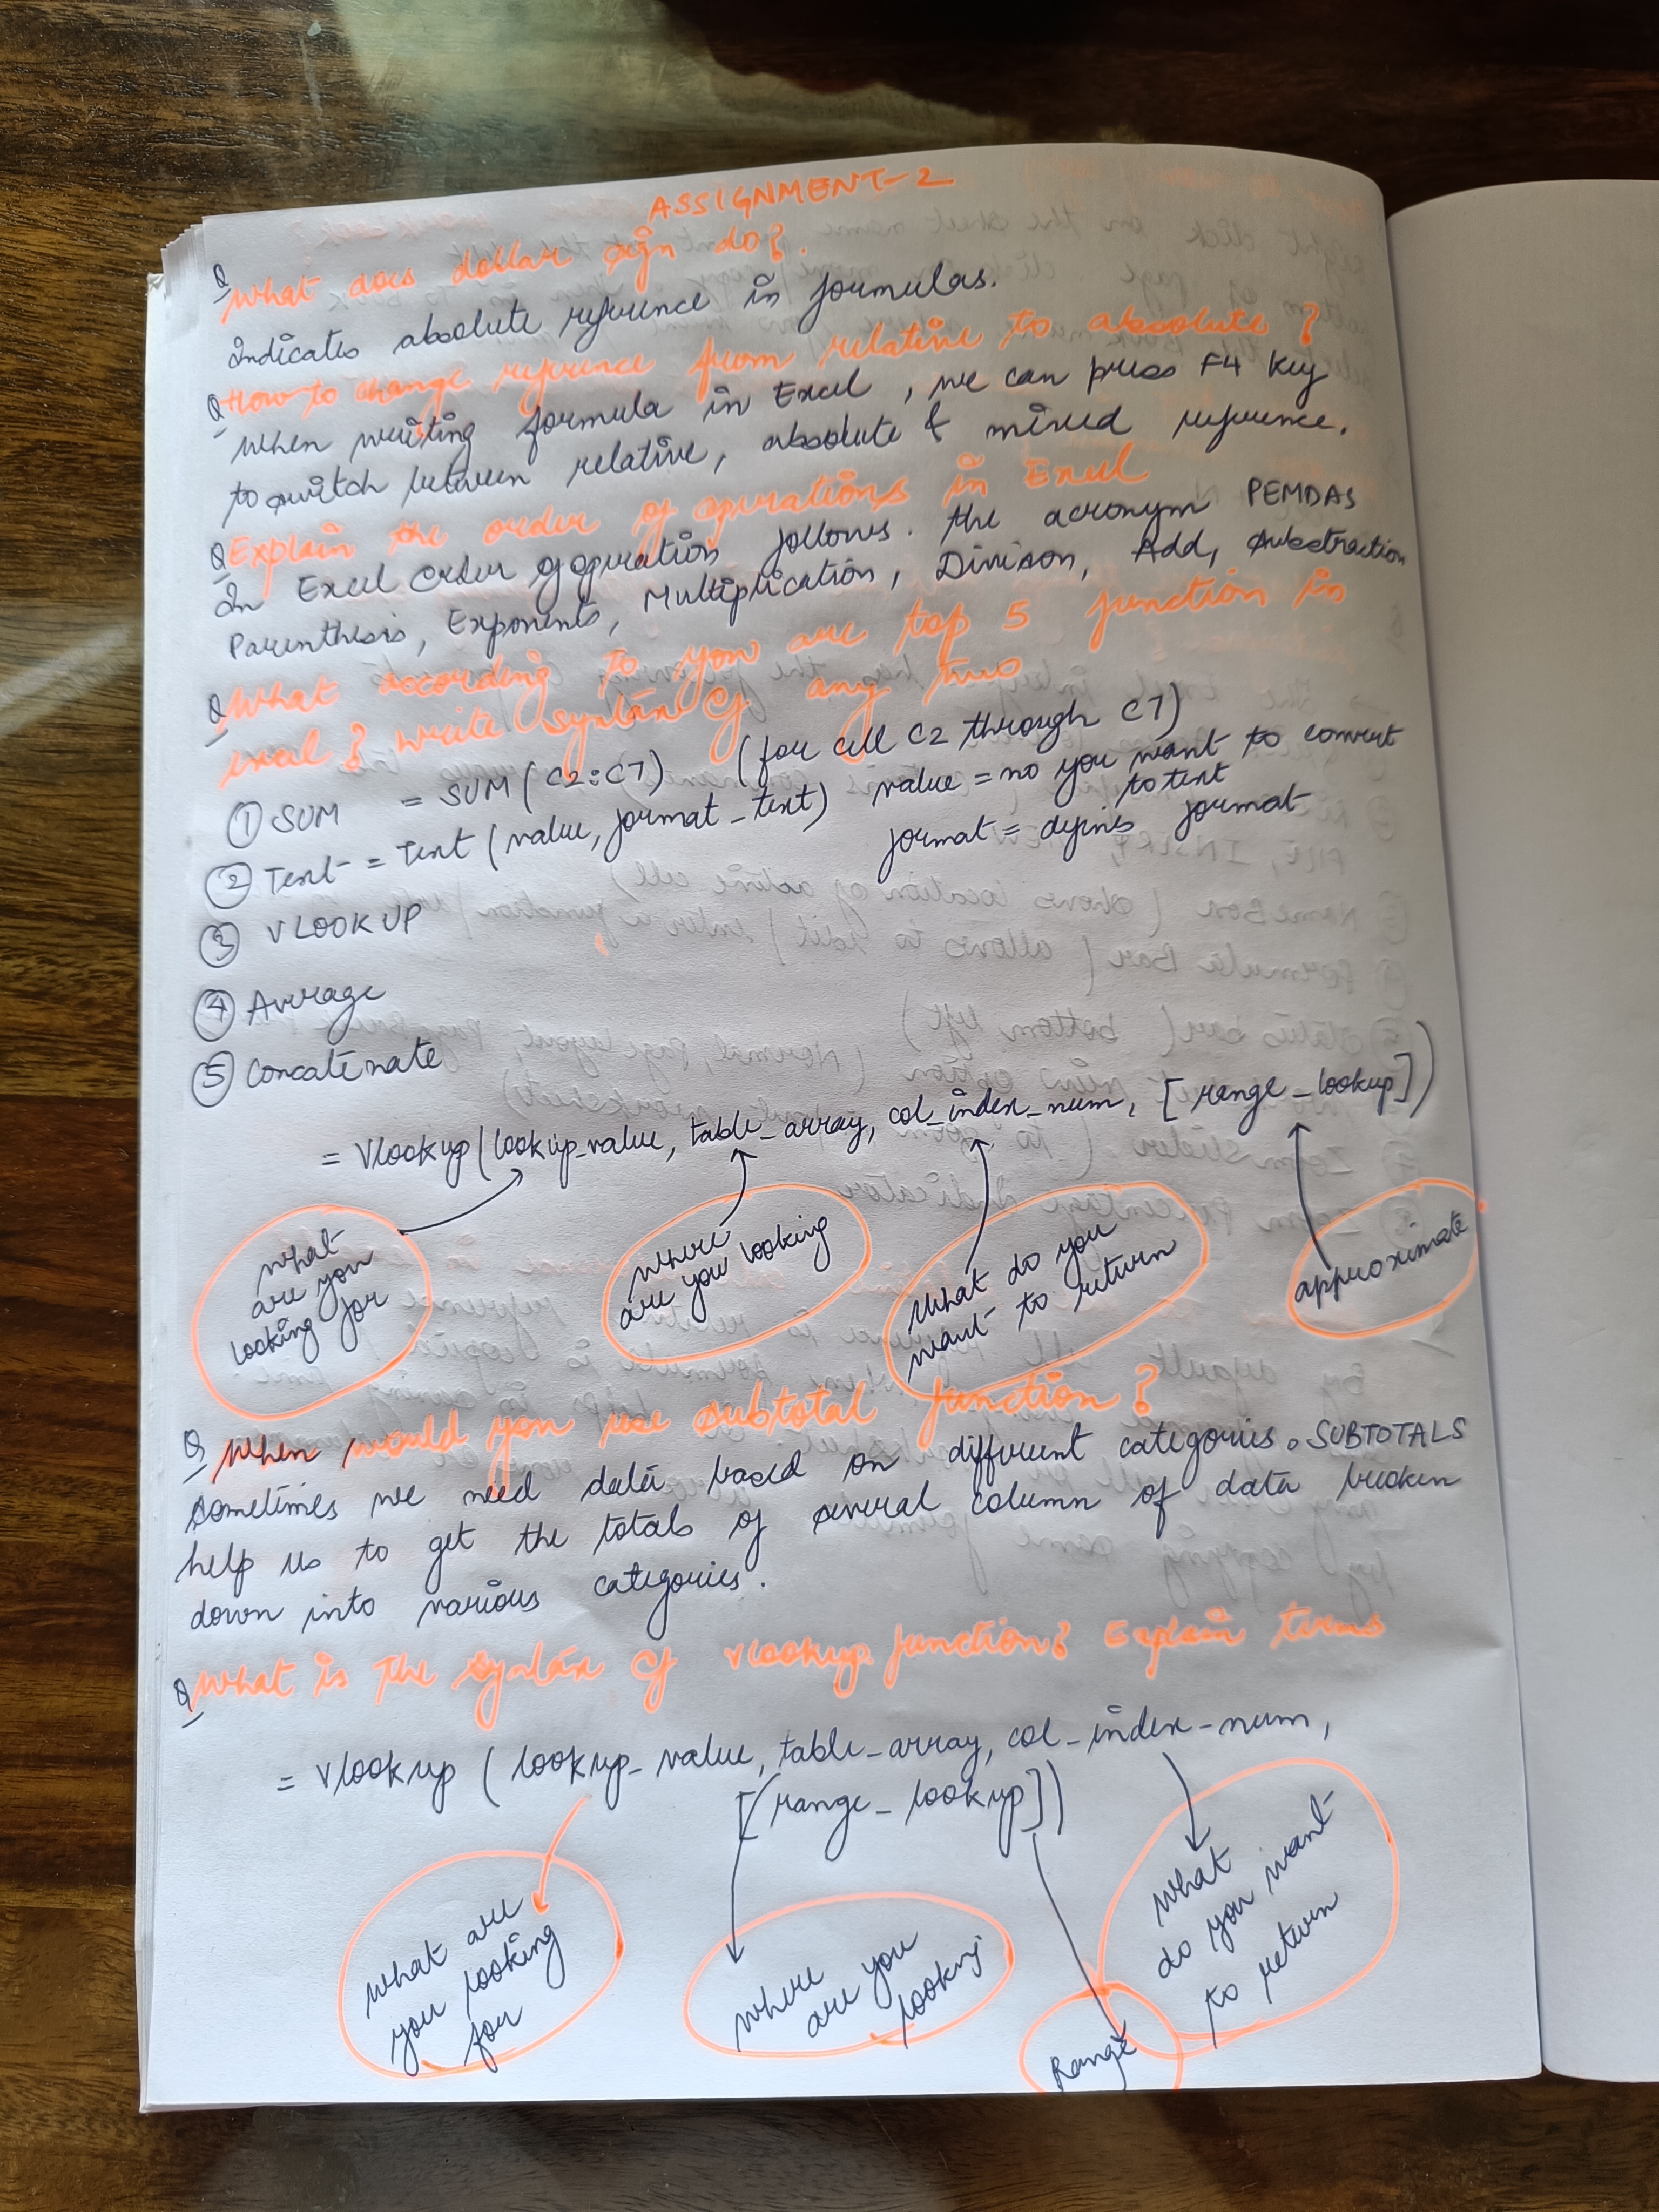 ASSIGNMENT-2
Q What does dollar sign do?.
Indicates absolute reference in formulas.
Q How to change reference from relative to absolute?
When writing formula in Excel, we can press F4 key
to switch between relative, absolute & mixed reference.
Q Explain the order of operations in Excel
In Excel order of operation follows. the acronym PEMDAS
Parenthesis, Exponents, Multiplication, Divison, Add, Substraction
Q What according to you are top 5 function in
excel? write syntax of any two
① SUM = SUM (C2:C7) (for cell C2 through C7)
② Text = Text (value, format_text) value = no you want to convert
to text
format = defines format
③ VLOOKUP
④ Average
⑤ Concatenate
= Vlookup(lookup_value, table_array, col_index_num, [range_lookup])
what
are you
looking for
where
are you looking
What do you
want to return
approximate
Q When would you use subtotal function?
sometimes we need data based on different categories. SUBTOTALS
help us to get the totals of several column of data broken
down into various categories.
Q What is the syntax of vlookup function? Explain terms
= Vlookup (lookup_value, table_array, col_index_num,
[range_lookup])
what are
you looking
for
where
are you
looking
Range
what
do you want
to return